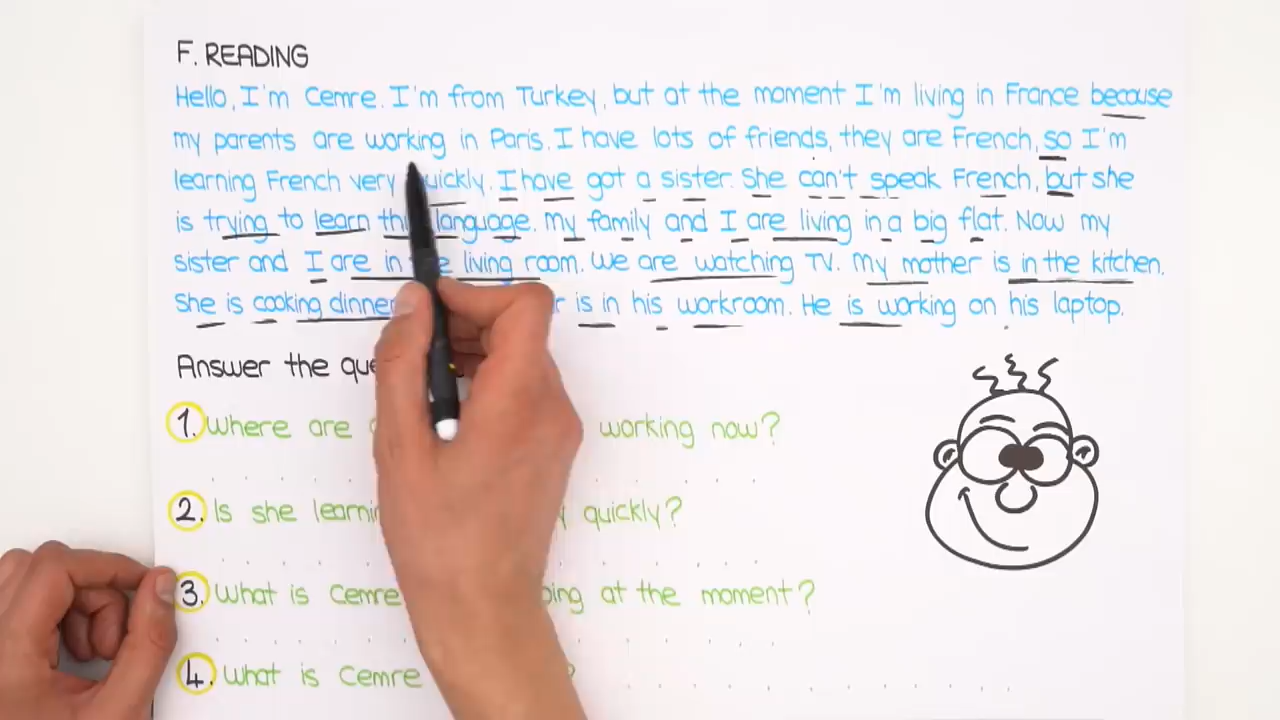 F. READING
Hello, I'm Cemre. I'm from Turkey, but at the moment I'm living in France because
my parents are working in Paris. I have lots of friends, they are French, so I'm
learning French very quickly. I have got a sister. She can't speak French, but she
is trying to learn this language. My family and I are living in a big flat. Now my
sister and I are in the living room. We are watching TV. My mother is in the kitchen.
She is cooking dinner is in his workroom. He is working on his laptop.
Answer the
1. Where are working now?
2. Is she quickly?
3. What is Cemre at the moment?
4. What is Cemre ?